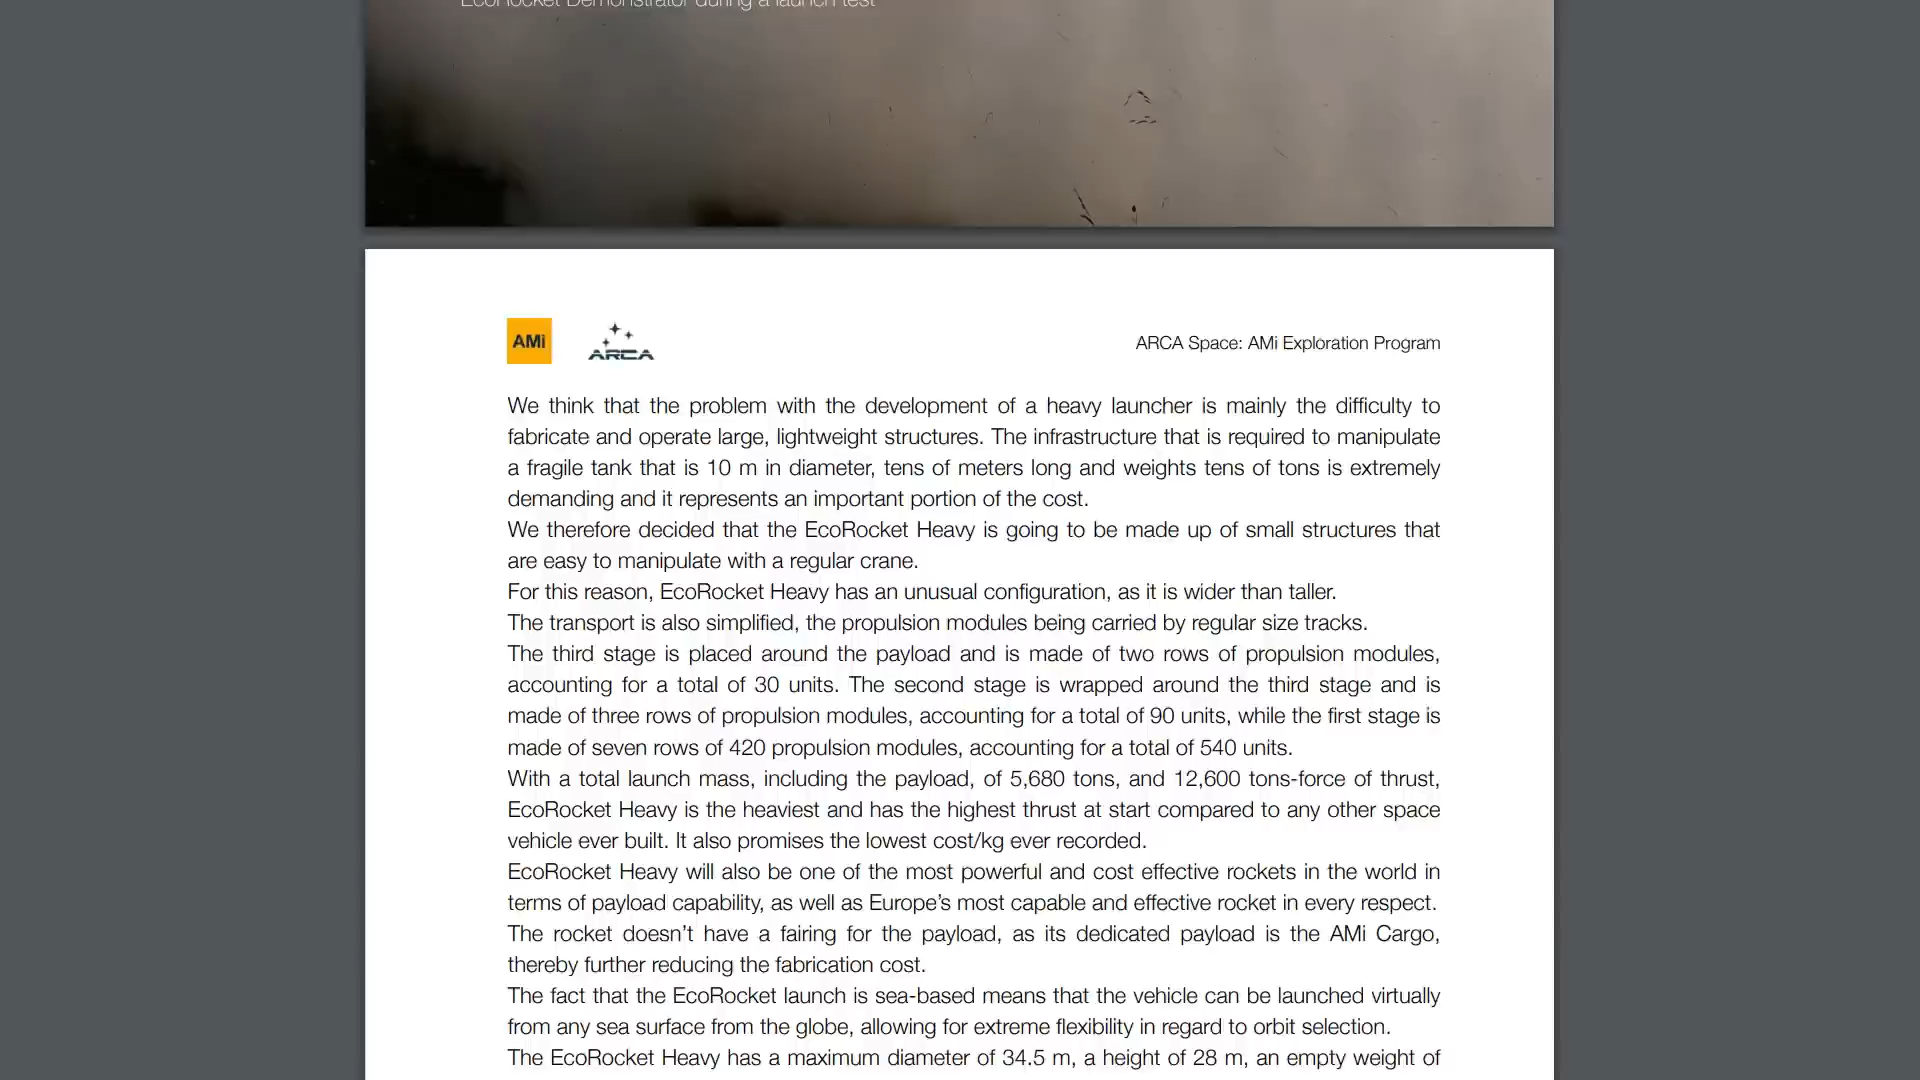 EcoRocket Demonstrator during a launch test
AMi
ARCA
ARCA Space: AMi Exploration Program
We think that the problem with the development of a heavy launcher is mainly the difficulty to
fabricate and operate large, lightweight structures. The infrastructure that is required to manipulate
a fragile tank that is 10 m in diameter, tens of meters long and weights tens of tons is extremely
demanding and it represents an important portion of the cost.
We therefore decided that the EcoRocket Heavy is going to be made up of small structures that
are easy to manipulate with a regular crane.
For this reason, EcoRocket Heavy has an unusual configuration, as it is wider than taller.
The transport is also simplified, the propulsion modules being carried by regular size tracks.
The third stage is placed around the payload and is made of two rows of propulsion modules,
accounting for a total of 30 units. The second stage is wrapped around the third stage and is
made of three rows of propulsion modules, accounting for a total of 90 units, while the first stage is
made of seven rows of 420 propulsion modules, accounting for a total of 540 units.
With a total launch mass, including the payload, of 5,680 tons, and 12,600 tons-force of thrust,
EcoRocket Heavy is the heaviest and has the highest thrust at start compared to any other space
vehicle ever built. It also promises the lowest cost/kg ever recorded.
EcoRocket Heavy will also be one of the most powerful and cost effective rockets in the world in
terms of payload capability, as well as Europe’s most capable and effective rocket in every respect.
The rocket doesn’t have a fairing for the payload, as its dedicated payload is the AMi Cargo,
thereby further reducing the fabrication cost.
The fact that the EcoRocket launch is sea-based means that the vehicle can be launched virtually
from any sea surface from the globe, allowing for extreme flexibility in regard to orbit selection.
The EcoRocket Heavy has a maximum diameter of 34.5 m, a height of 28 m, an empty weight of